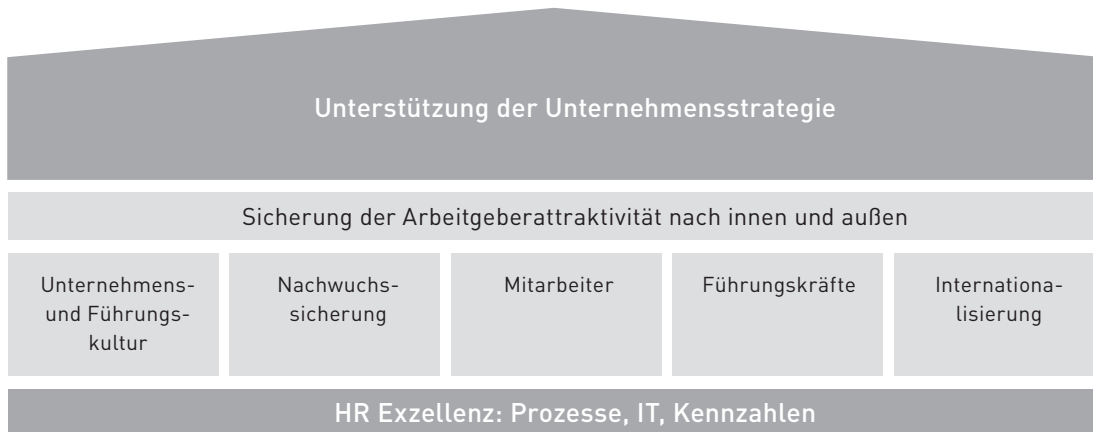 Unterstützung der Unternehmensstrategie
Sicherung der Arbeitgeberattraktivität nach innen und außen
Unternehmens-
und Führungs-
kultur
Nachwuchs-
sicherung
Mitarbeiter
Führungskräfte
Internationa-
lisierung
HR Exzellenz: Prozesse, IT, Kennzahlen